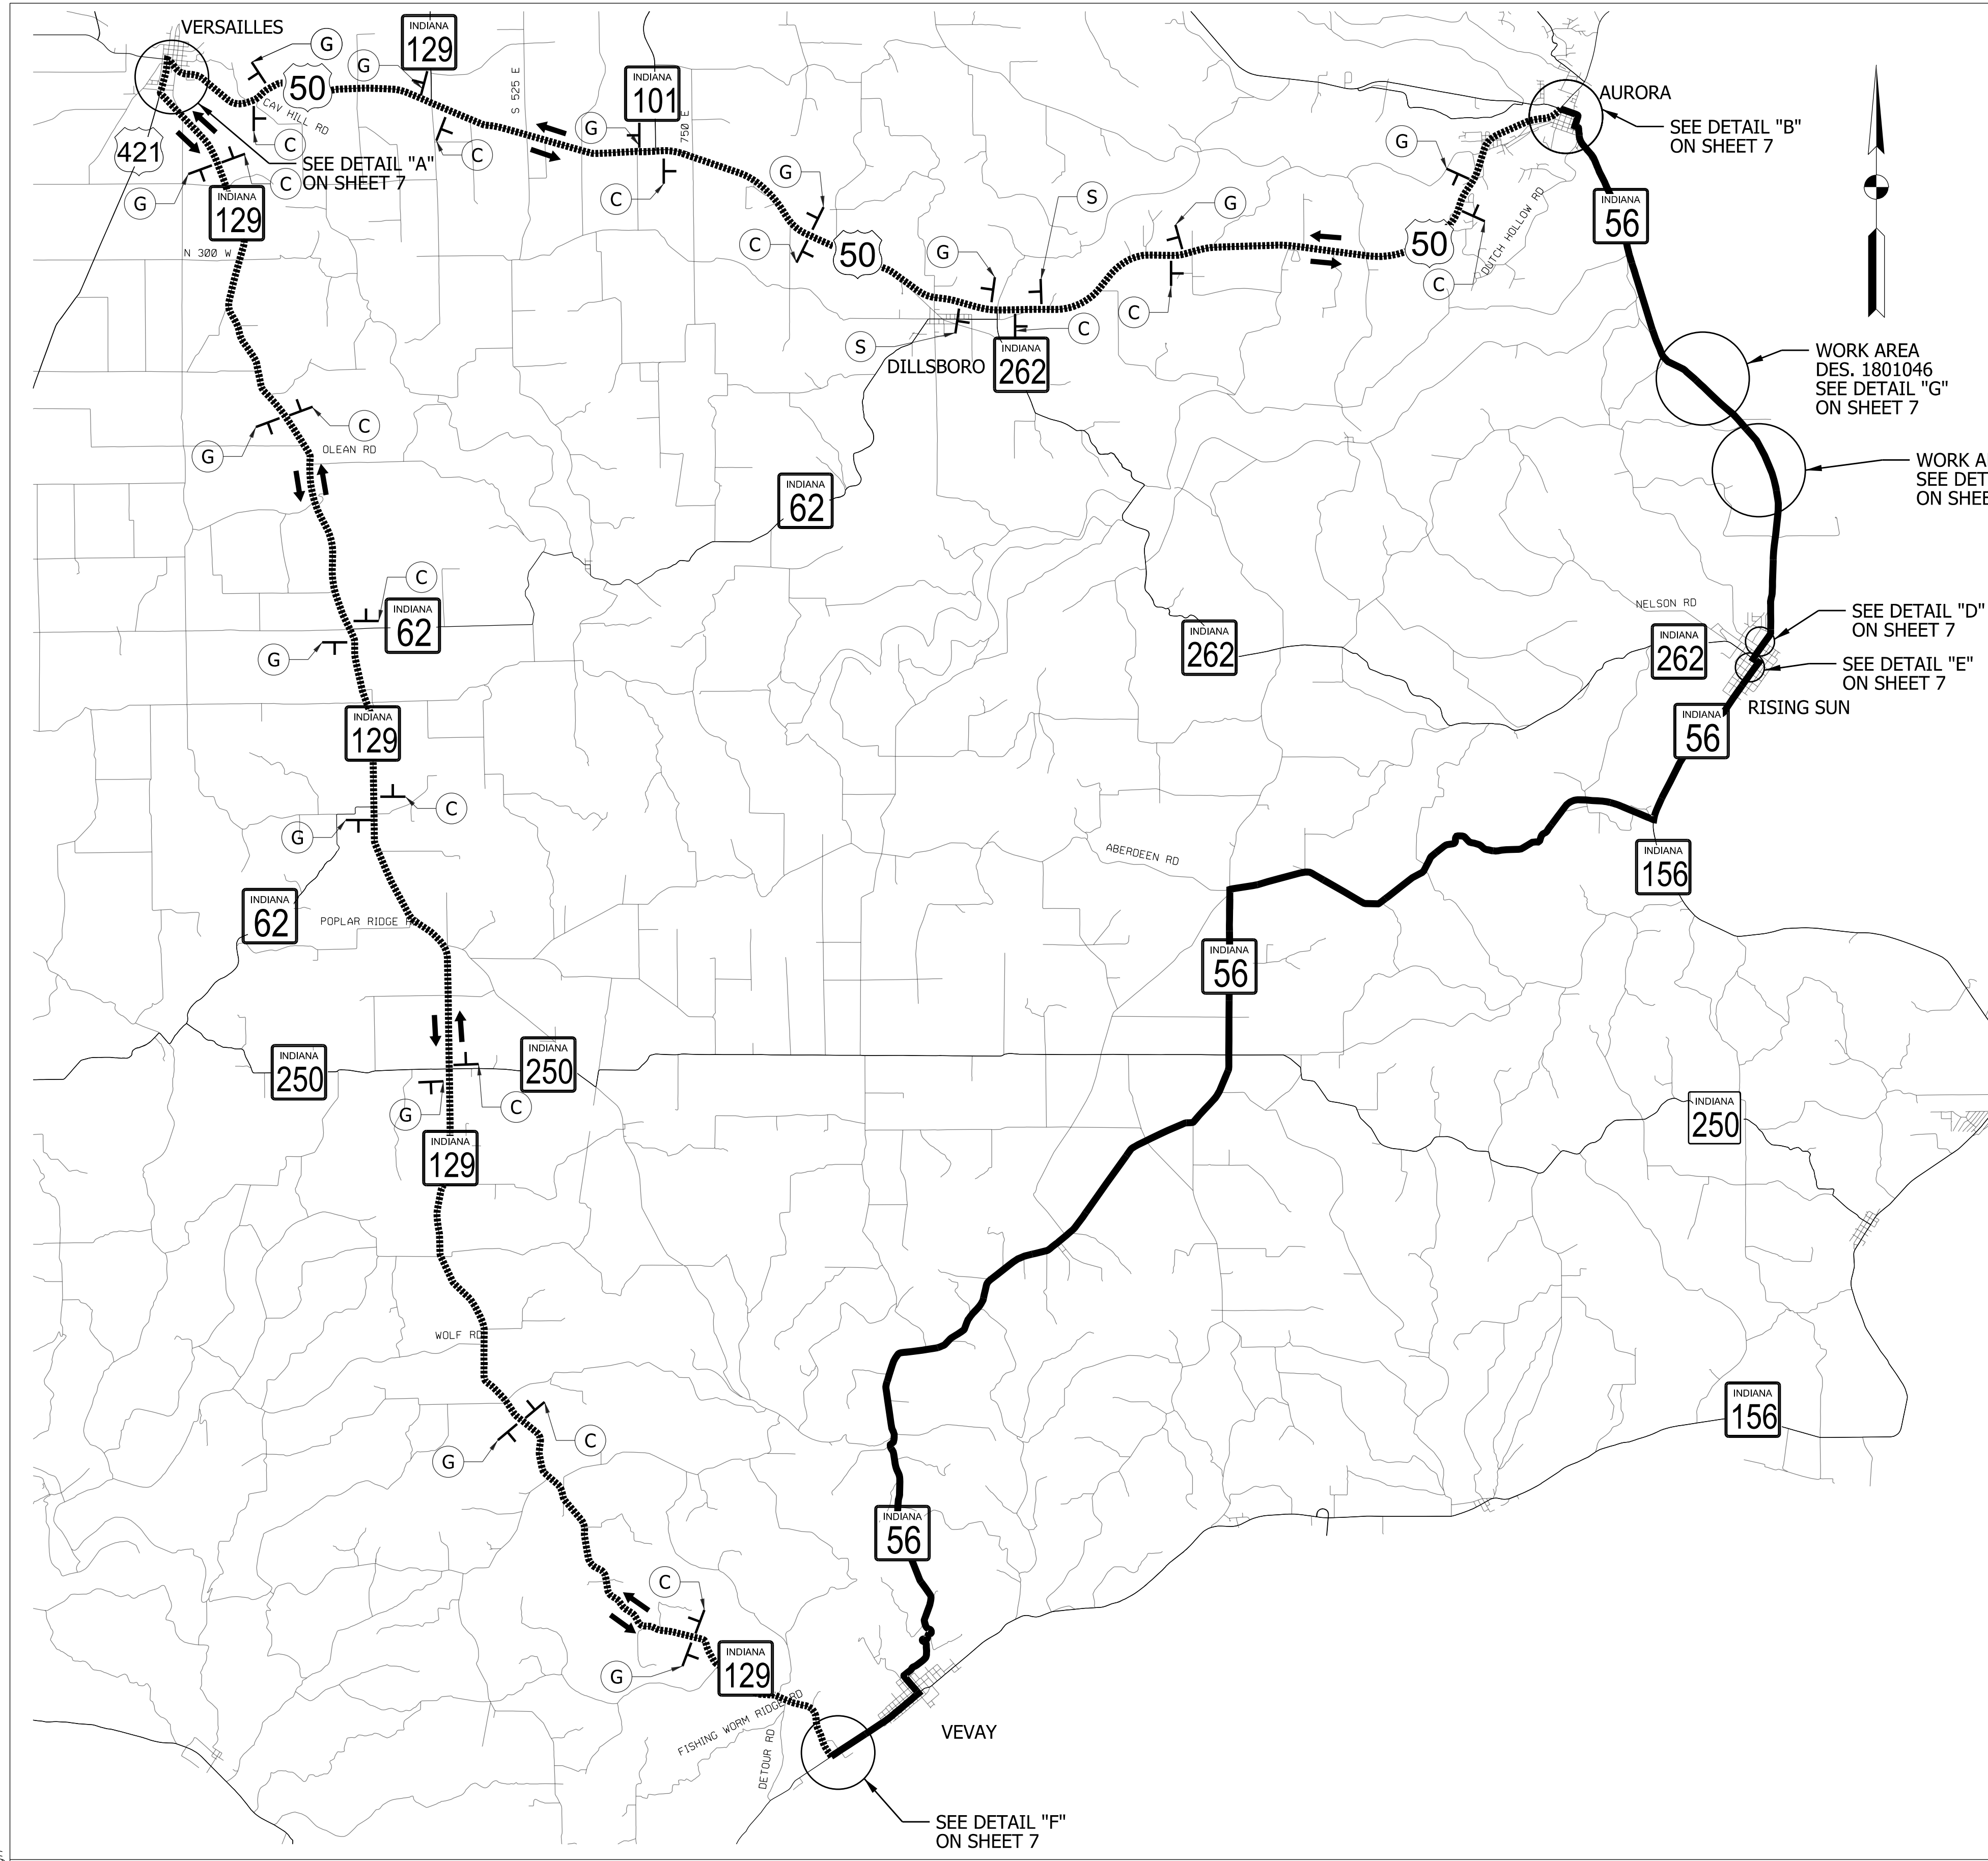 VERSAILLES
G
INDIANA
129
G
50
CAV HILL RD
C
S 525 E
C
INDIANA
101
750 E
G
C
421
SEE DETAIL "A"
ON SHEET 7
G
C
INDIANA
129
N 300 W
G
C
50
G
S
G
S
DILLSBORO
C
INDIANA
262
C
G
50
C
DUTCH HOLLOW RD
AURORA
SEE DETAIL "B"
ON SHEET 7
INDIANA
56
WORK AREA
DES. 1801046
SEE DETAIL "G"
ON SHEET 7
WORK A
SEE DET
ON SHEE
C
G
OLEAN RD
INDIANA
62
C
INDIANA
62
G
INDIANA
262
NELSON RD
INDIANA
262
SEE DETAIL "D"
ON SHEET 7
SEE DETAIL "E"
ON SHEET 7
RISING SUN
INDIANA
56
INDIANA
129
C
G
ABERDEEN RD
INDIANA
156
INDIANA
62
POPLAR RIDGE R
INDIANA
56
INDIANA
250
INDIANA
250
G
C
INDIANA
250
INDIANA
129
WOLF RD
C
G
INDIANA
156
INDIANA
56
C
G
INDIANA
129
FISHING WORM RIDGE RD
DETOUR RD
VEVAY
SEE DETAIL "F"
ON SHEET 7